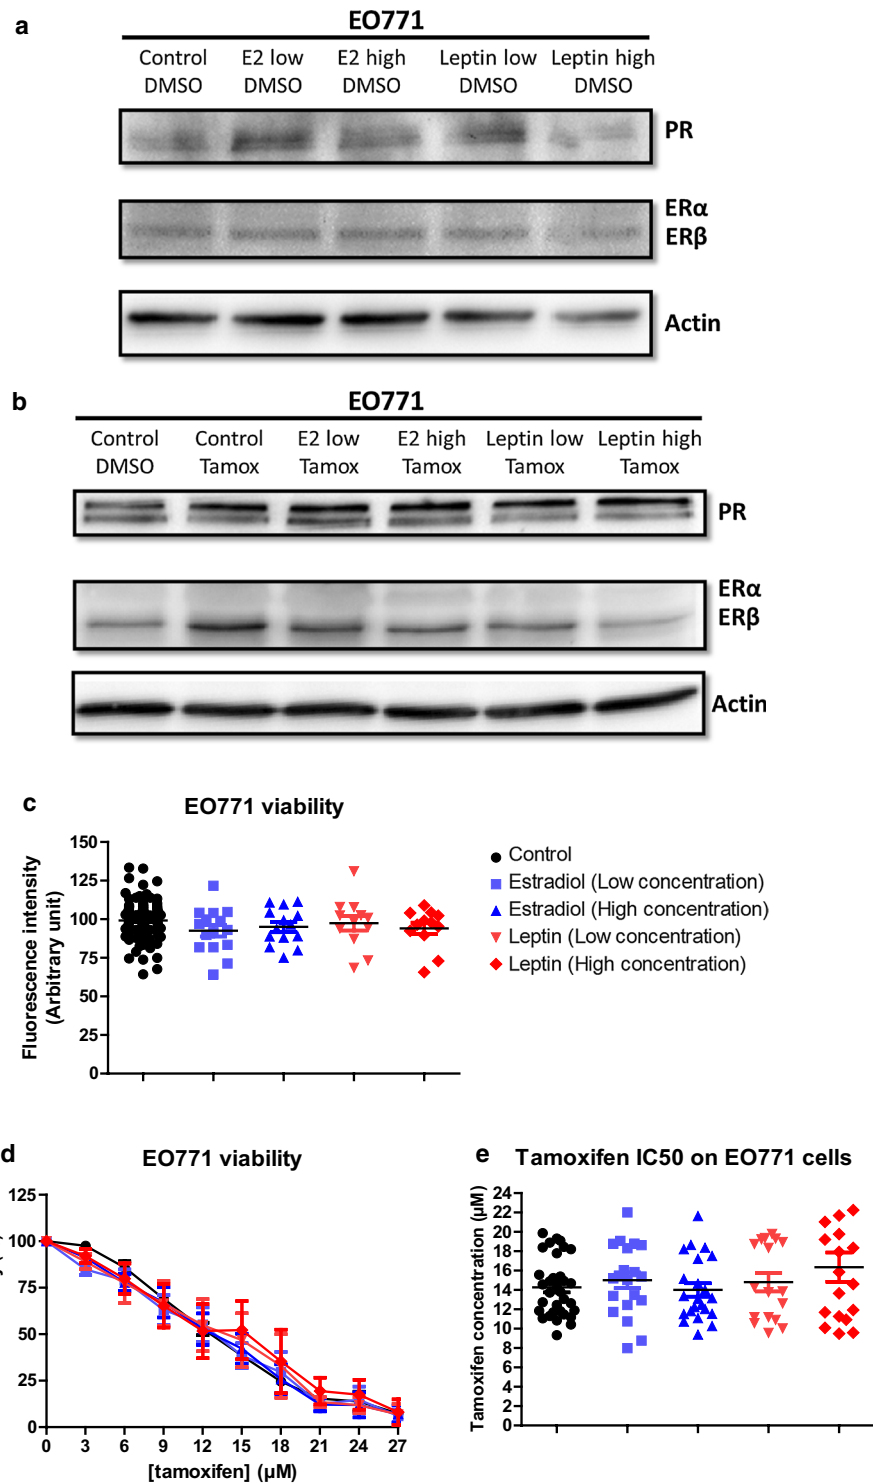 a
EO771
Control E2 low E2 high Leptin low Leptin high
DMSO DMSO DMSO DMSO DMSO
PR
ERα
ERβ
Actin
b
EO771
Control Control E2 low E2 high Leptin low Leptin high
DMSO Tamox Tamox Tamox Tamox Tamox
PR
ERα
ERβ
Actin
c
EO771 viability
Fluorescence intensity
(Arbitrary unit)
150
125
100
75
50
25
0
Control
Estradiol (Low concentration)
Estradiol (High concentration)
Leptin (Low concentration)
Leptin (High concentration)
d
EO771 viability
125
100
75
50
25
0
0 3 6 9 12 15 18 21 24 27
[tamoxifen] (µM)
e
Tamoxifen IC50 on EO771 cells
Tamoxifen concentration (µM)
24
22
20
18
16
14
12
10
8
6
4
2
0